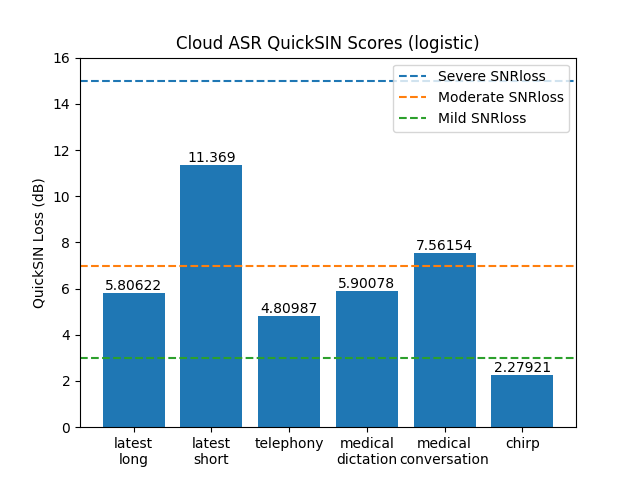 Cloud ASR QuickSIN Scores (logistic)
Severe SNRloss
Moderate SNRloss
Mild SNRloss
QuickSIN Loss (dB)
16
14
12
10
8
6
4
2
0
5.80622
11.369
4.80987
5.90078
7.56154
2.27921
latest
long
latest
short
telephony
medical
dictation
medical
conversation
chirp